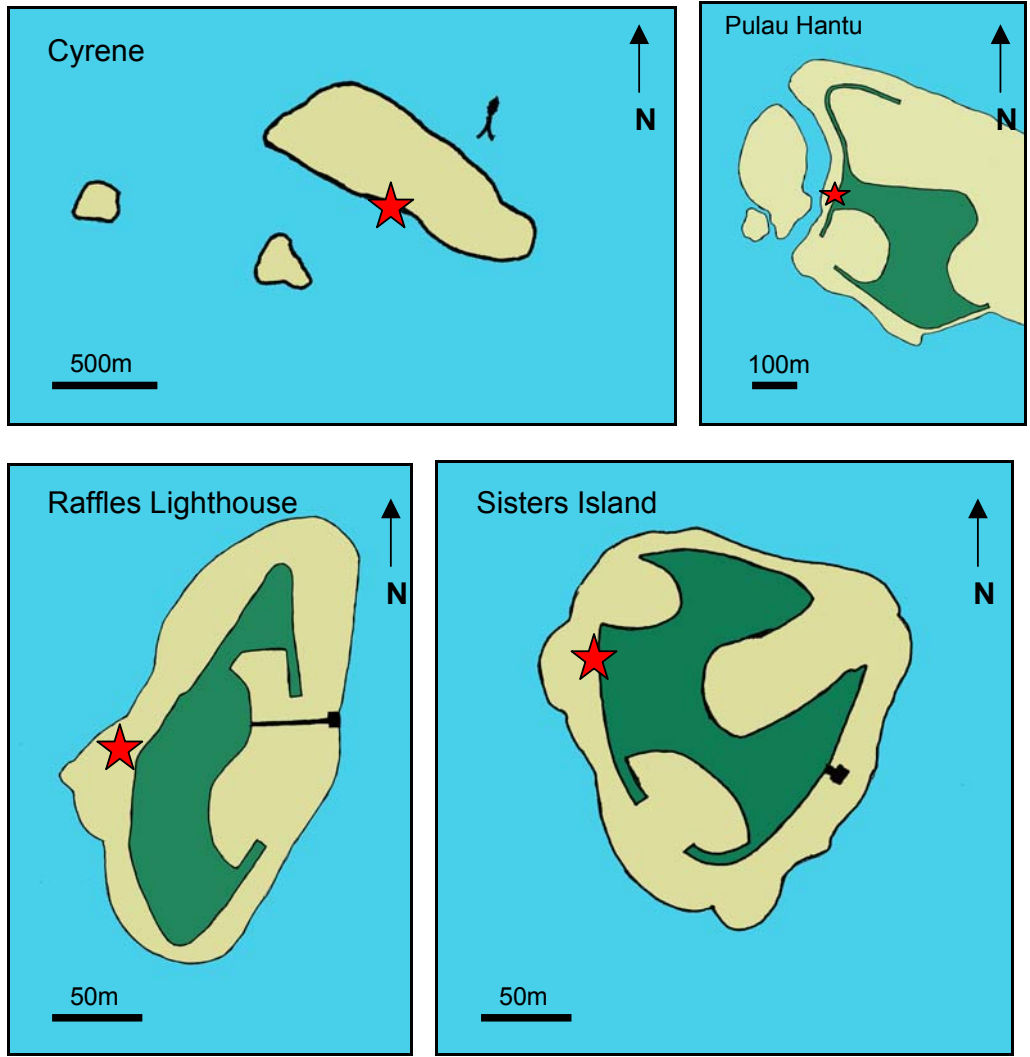 Cyrene
N
500m
Pulau Hantu
N
100m
Raffles Lighthouse
N
50m
Sisters Island
N
50m